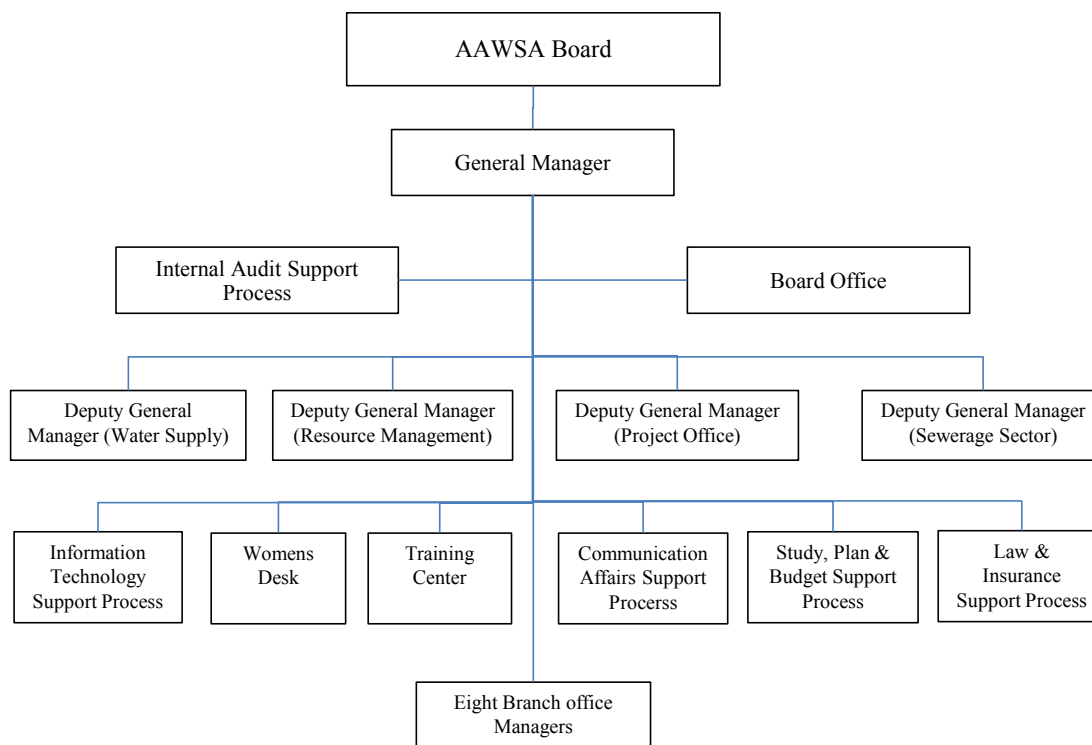 AAWSA Board
General Manager
Internal Audit Support
Process
Board Office
Deputy General
Manager (Water Supply)
Deputy General Manager
(Resource Management)
Deputy General Manager
(Project Office)
Deputy General Manager
(Sewerage Sector)
Information
Technology
Support Process
Womens
Desk
Training
Center
Communication
Affairs Support
Procerss
Study, Plan &
Budget Support
Process
Law &
Insurance
Support Process
Eight Branch office
Managers